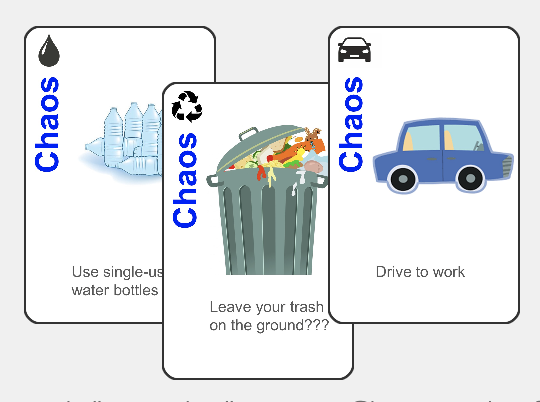 Chaos
Use single-us
water bottles
Chaos
Leave your trash
on the ground???
Chaos
Drive to work